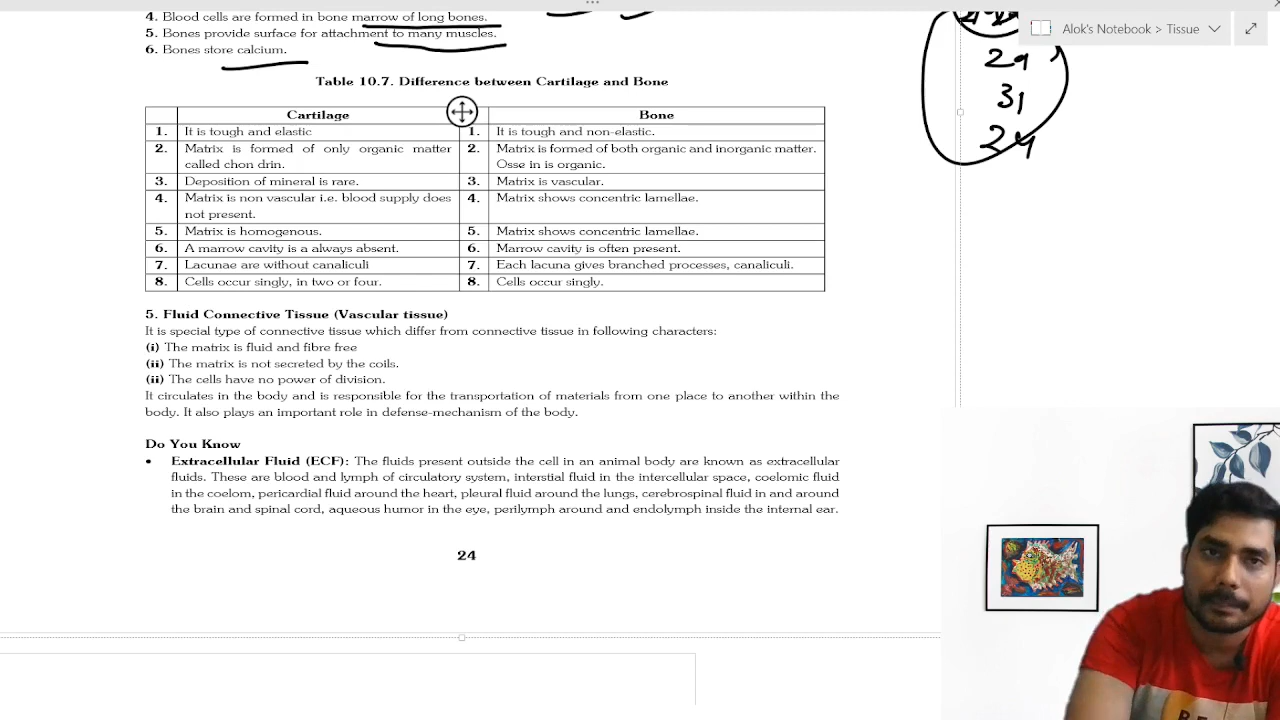 4. Blood cells are formed in bone marrow of long bones.
5. Bones provide surface for attachment to many muscles.
6. Bones store calcium.
Alok's Notebook > Tissue
29
31
24
Table 10.7. Difference between Cartilage and Bone
Cartilage Bone
1. It is tough and elastic 1. It is tough and non-elastic.
2. Matrix is formed of only organic matter called chon drin. 2. Matrix is formed of both organic and inorganic matter. Osse in is organic.
3. Deposition of mineral is rare. 3. Matrix is vascular.
4. Matrix is non vascular i.e. blood supply does not present. 4. Matrix shows concentric lamellae.
5. Matrix is homogenous. 5. Matrix shows concentric lamellae.
6. A marrow cavity is a always absent. 6. Marrow cavity is often present.
7. Lacunae are without canaliculi 7. Each lacuna gives branched processes, canaliculi.
8. Cells occur singly, in two or four. 8. Cells occur singly.
5. Fluid Connective Tissue (Vascular tissue)
It is special type of connective tissue which differ from connective tissue in following characters:
(i) The matrix is fluid and fibre free
(ii) The matrix is not secreted by the coils.
(ii) The cells have no power of division.
It circulates in the body and is responsible for the transportation of materials from one place to another within the
body. It also plays an important role in defense-mechanism of the body.
Do You Know
• Extracellular Fluid (ECF): The fluids present outside the cell in an animal body are known as extracellular
fluids. These are blood and lymph of circulatory system, interstial fluid in the intercellular space, coelomic fluid
in the coelom, pericardial fluid around the heart, pleural fluid around the lungs, cerebrospinal fluid in and around
the brain and spinal cord, aqueous humor in the eye, perilymph around and endolymph inside the internal ear.
24